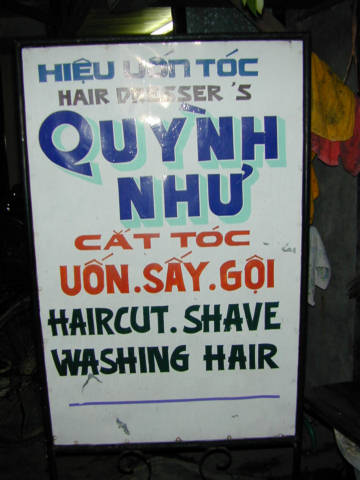 HIỆU UỐN TÓC
HAIR DRESSER'S
QUỲNH
NHƯ
CẮT TÓC
UỐN.SẤY.GỘI
HAIRCUT.SHAVE
WASHING HAIR